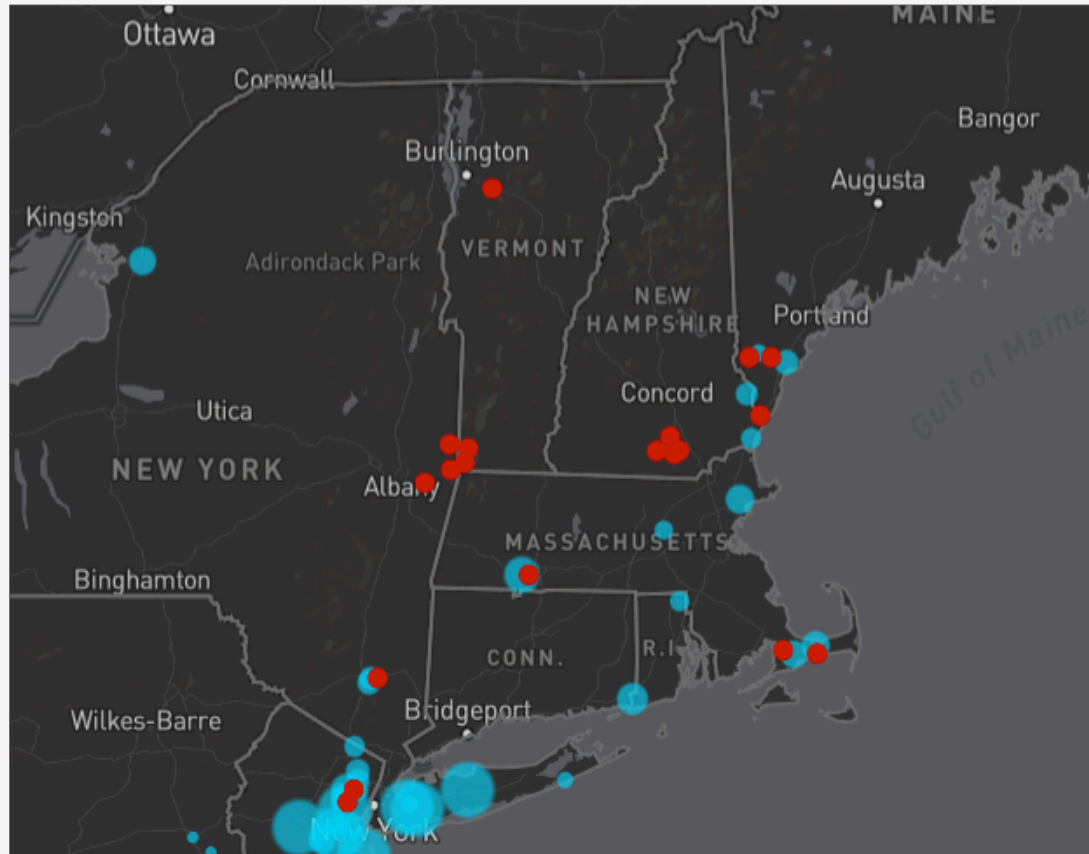 MAINE
Ottawa
Cornwall
Bangor
Burlington
Augusta
Kingston
VERMONT
Adirondack Park
NEW
HAMPSHIRE
Portland
Gulf of Maine
Concord
Utica
NEW YORK
Albany
MASSACHUSETTS
Binghamton
R.I.
CONN.
Bridgeport
Wilkes-Barre
New York